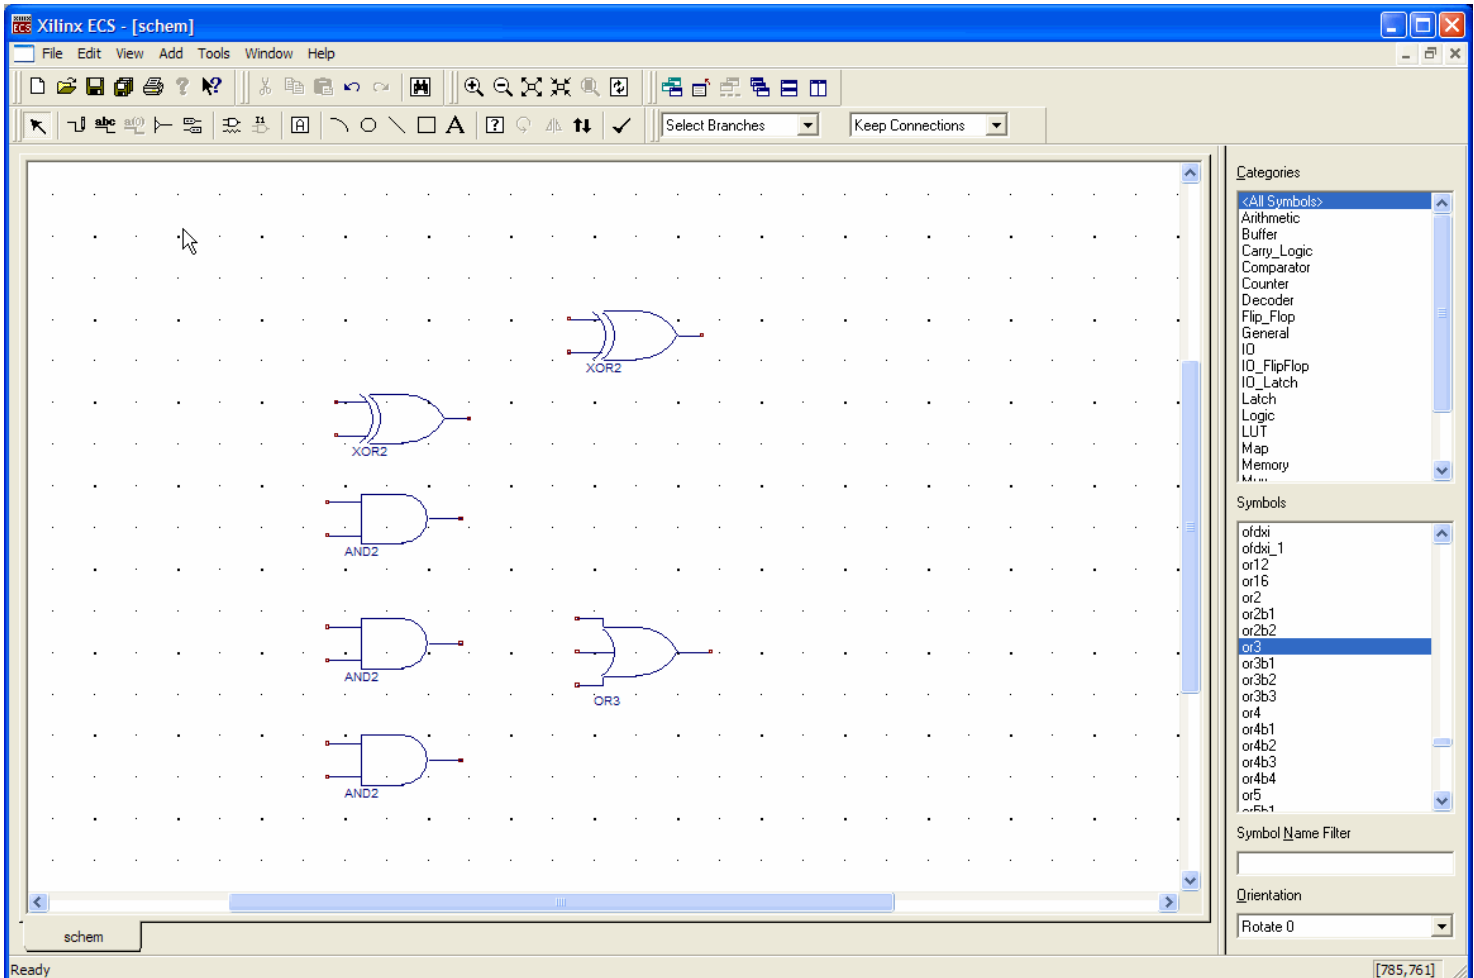 Xilinx ECS - [schem]
File Edit View Add Tools Window Help
Select Branches
Keep Connections
XOR2
XOR2
AND2
AND2
OR3
AND2
Categories
<All Symbols>
Arithmetic
Buffer
Carry_Logic
Comparator
Counter
Decoder
Flip_Flop
General
IO
IO_FlipFlop
IO_Latch
Latch
Logic
LUT
Map
Memory
Symbols
ofdxi
ofdxi_1
or12
or16
or2
or2b1
or2b2
or3
or3b1
or3b2
or3b3
or4
or4b1
or4b2
or4b3
or4b4
or5
Symbol Name Filter
Orientation
Rotate 0
schem
Ready
[785,761]